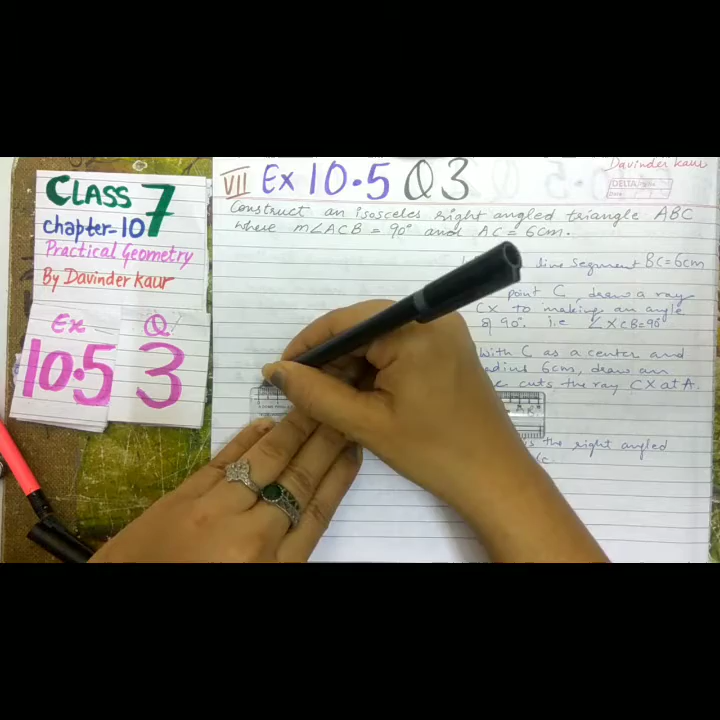 CLASS 7
chapter-10
Practical Geometry
By Davinder Kaur
Ex Q
10.5 3
VII Ex 10.5 Q3
Davinder Kaur
DELTA
Date
Construct an isosceles right angled triangle ABC
where m∠ACB = 90° and AC = 6cm.
line segment BC=6cm
point C, draw a ray
CX to making an angle
of 90°. i.e ∠XCB=90°
With C as a center and
radius 6cm, draw an
cuts the ray CX at A.
is the right angled